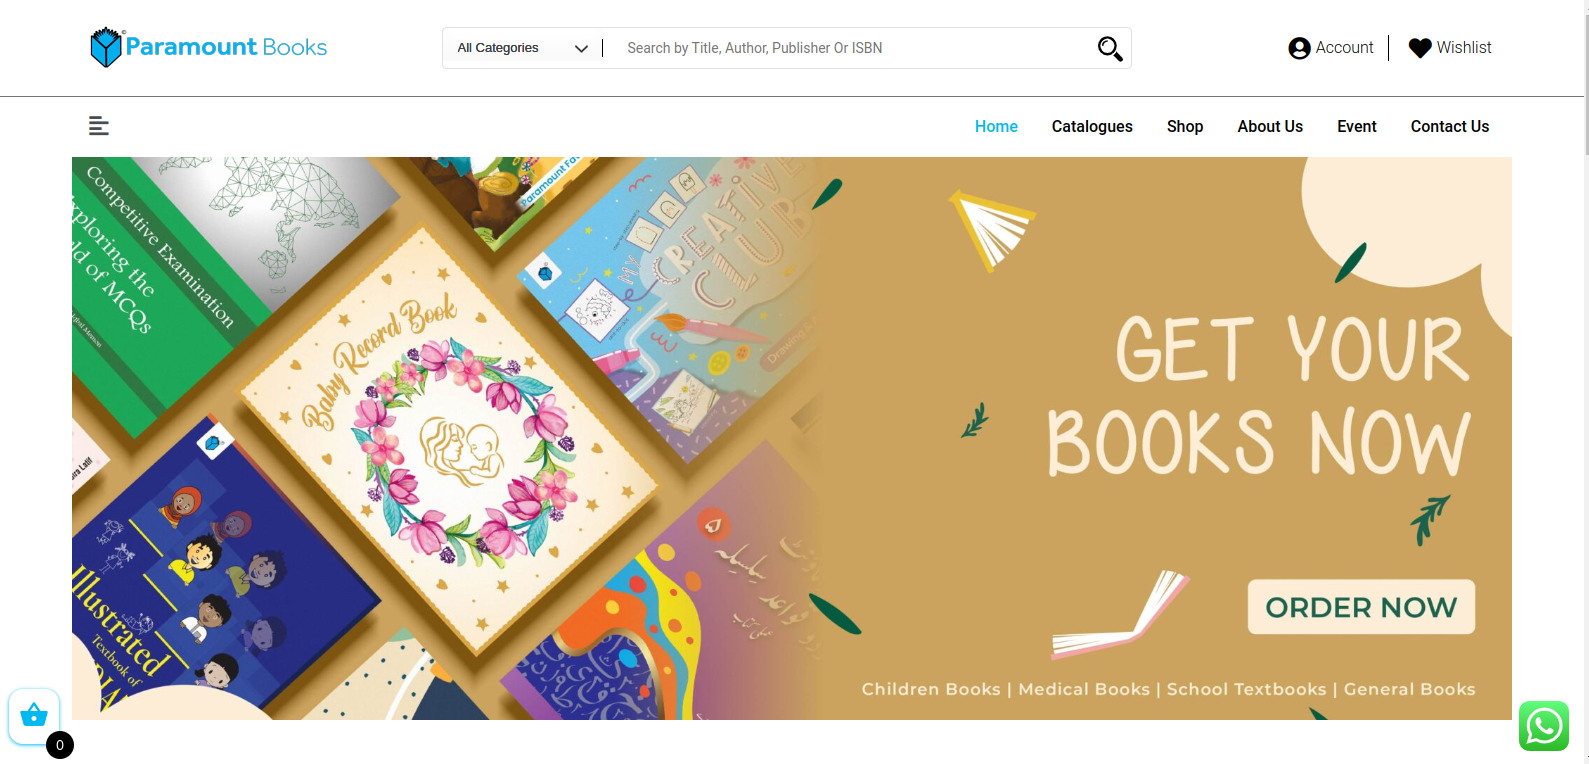 Paramount Books
All Categories
Search by Title, Author, Publisher Or ISBN
Account
Wishlist
Home
Catalogues
Shop
About Us
Event
Contact Us
Competitive Examination
xploring the
ld of MCQs
Paramount
Baby Record Book
MY
CREATIVE
CLUB
Drawing &
Illustrated
Textbook of
GET YOUR
BOOKS NOW
ORDER NOW
Children Books | Medical Books | School Textbooks | General Books
0